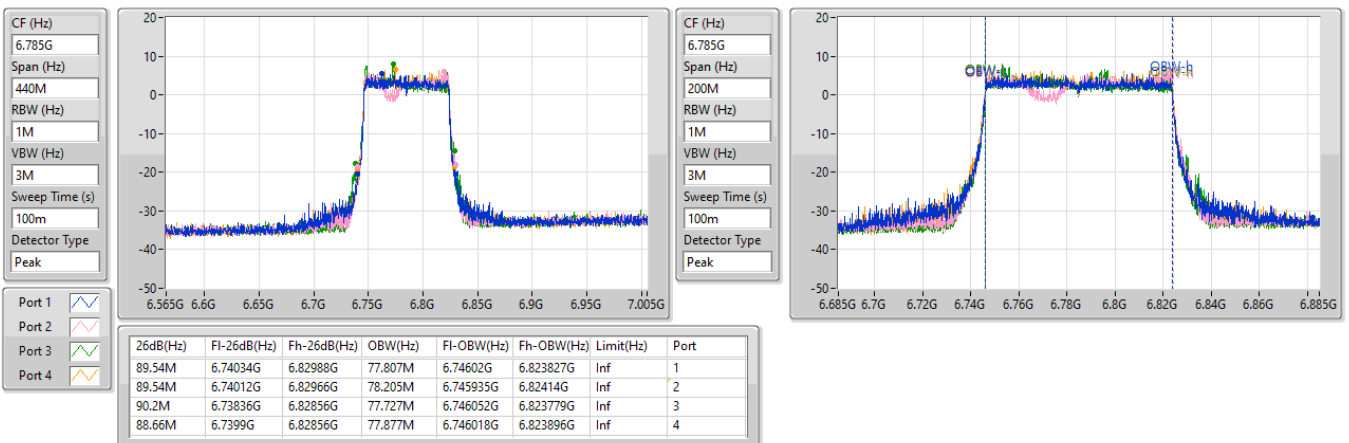 CF (Hz)
6.785G
Span (Hz)
440M
RBW (Hz)
1M
VBW (Hz)
3M
Sweep Time (s)
100m
Detector Type
Peak
20
10
0
-10
-20
-30
-40
-50
6.565G 6.6G 6.65G 6.7G 6.75G 6.8G 6.85G 6.9G 6.95G 7.005G
CF (Hz)
6.785G
Span (Hz)
200M
RBW (Hz)
1M
VBW (Hz)
3M
Sweep Time (s)
100m
Detector Type
Peak
20
10
0
-10
-20
-30
-40
-50
OBW-h
6.685G 6.7G 6.72G 6.74G 6.76G 6.78G 6.8G 6.82G 6.84G 6.86G 6.885G
Port 1
Port 2
Port 3
Port 4
26dB(Hz) Fl-26dB(Hz) Fh-26dB(Hz) OBW(Hz) Fl-OBW(Hz) Fh-OBW(Hz) Limit(Hz) Port
89.54M 6.74034G 6.82988G 77.807M 6.74602G 6.823827G Inf 1
89.54M 6.74012G 6.82966G 78.205M 6.745935G 6.82414G Inf 2
90.2M 6.73836G 6.82856G 77.727M 6.746052G 6.823779G Inf 3
88.66M 6.7399G 6.82856G 77.877M 6.746018G 6.823896G Inf 4